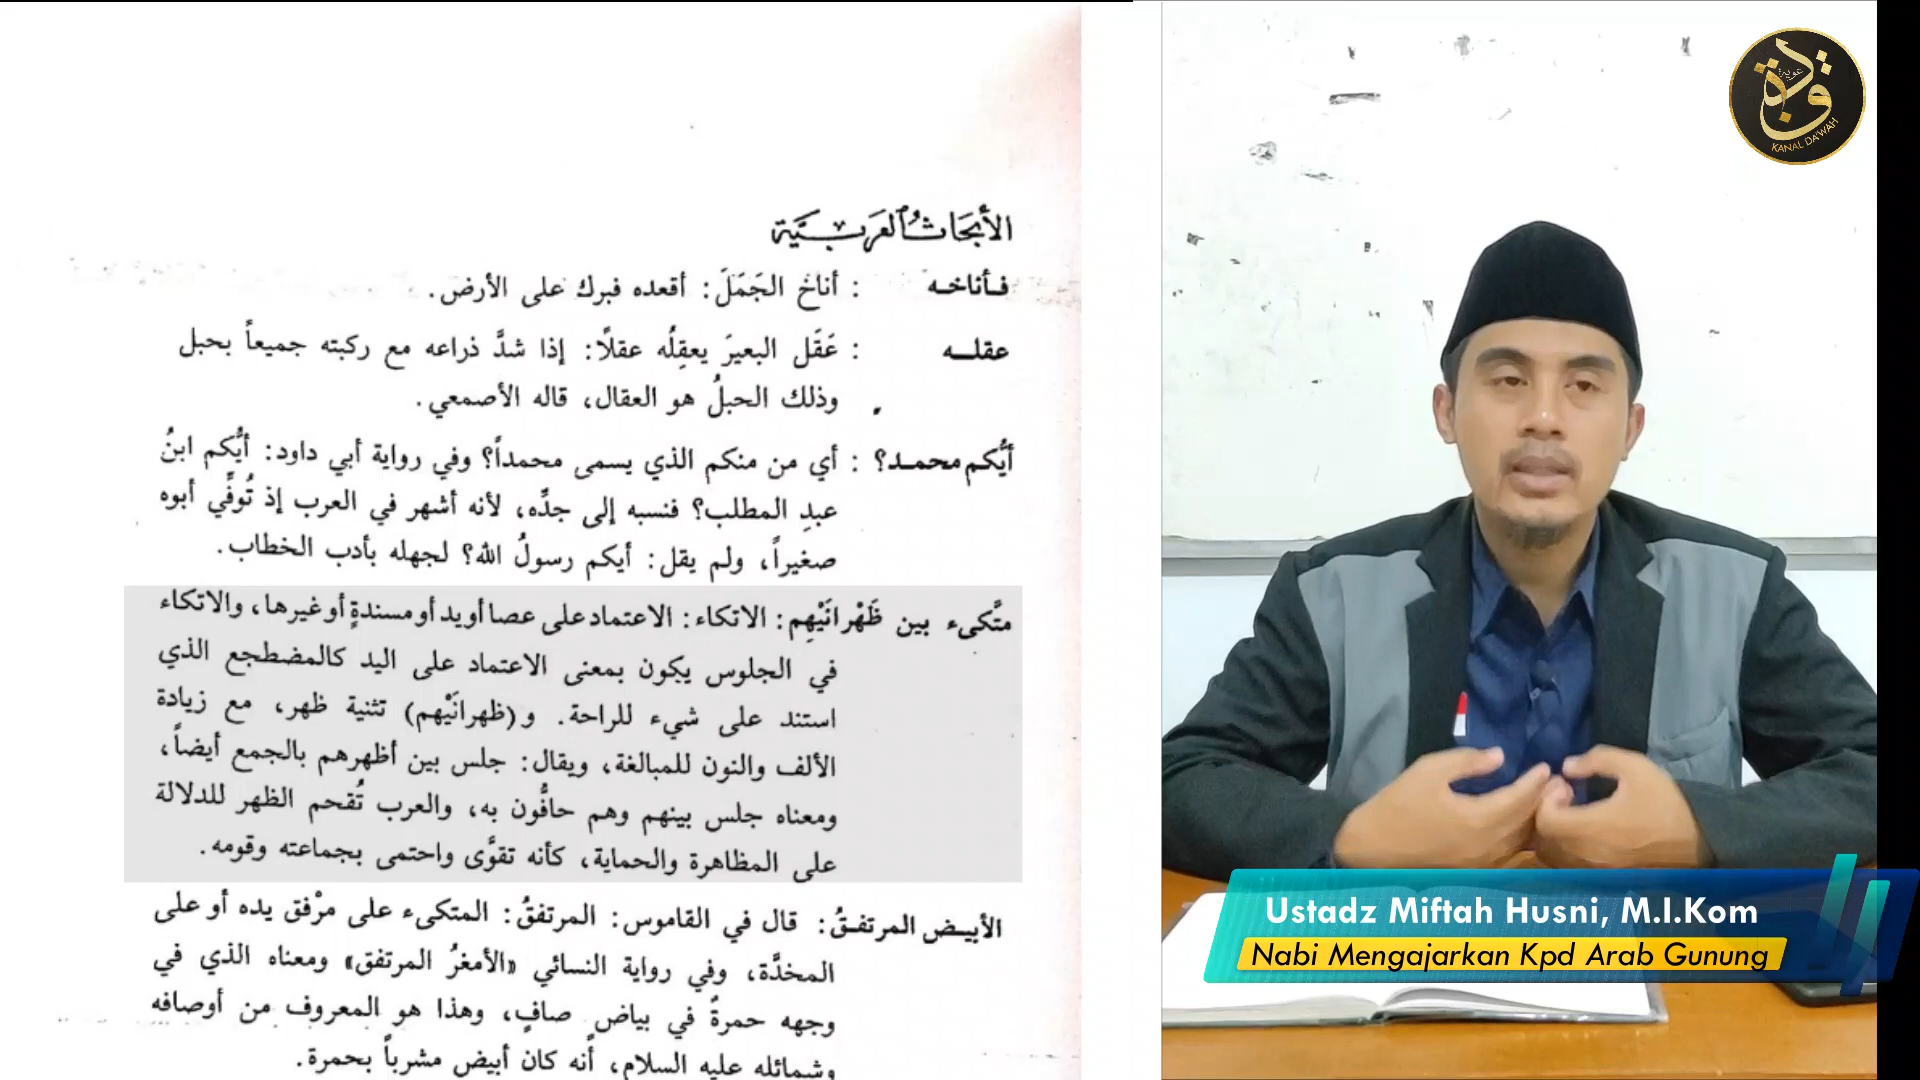 الأبحاث العربية
فأناخه : أناخ الجَمَلَ: أقعده فبرك على الأرض.
عقله : عَقَل البعيرَ يعقِلُه عقلًا: إذا شدَّ ذراعه مع ركبته جميعاً بحبل
وذلك الحبلُ هو العقال، قاله الأصمعي.
أيُّكم محمد؟ : أي من منكم الذي يسمى محمداً؟ وفي رواية أبي داود: أيُّكم ابنُ
عبدِ المطلب؟ فنسبه إلى جدِّه، لأنه أشهر في العرب إذ تُوفِّي أبوه
صغيراً، ولم يقل: أيكم رسولُ الله؟ لجهله بأدب الخطاب.
متَّكىء بين ظَهْرانَيْهِم: الاتكاء: الاعتماد على عصا أو يد أو مسندةٍ أو غيرها، والاتكاء
في الجلوس يكون بمعنى الاعتماد على اليد كالمضطجع الذي
استند على شيء للراحة. و(ظهرانَيْهم) تثنية ظهر، مع زيادة
الألف والنون للمبالغة، ويقال: جلس بين أظهرهم بالجمع أيضاً،
ومعناه جلس بينهم وهم حافُّون به، والعرب تُقحم الظهر للدلالة
على المظاهرة والحماية، كأنه تقوَّى واحتمى بجماعته وقومه.
الأبيض المرتفقُ: قال في القاموس: المرتفقُ: المتكىء على مرْفق يده أو على
المخدَّة، وفي رواية النسائي «الأمغرُ المرتفق» ومعناه الذي في
وجهه حمرةٌ في بياض صافٍ، وهذا هو المعروف من أوصافه
وشمائله عليه السلام، أنه كان أبيض مشرباً بحمرة.
KANAL DA'WAH
Ustadz Miftah Husni, M.I.Kom
Nabi Mengajarkan Kpd Arab Gunung